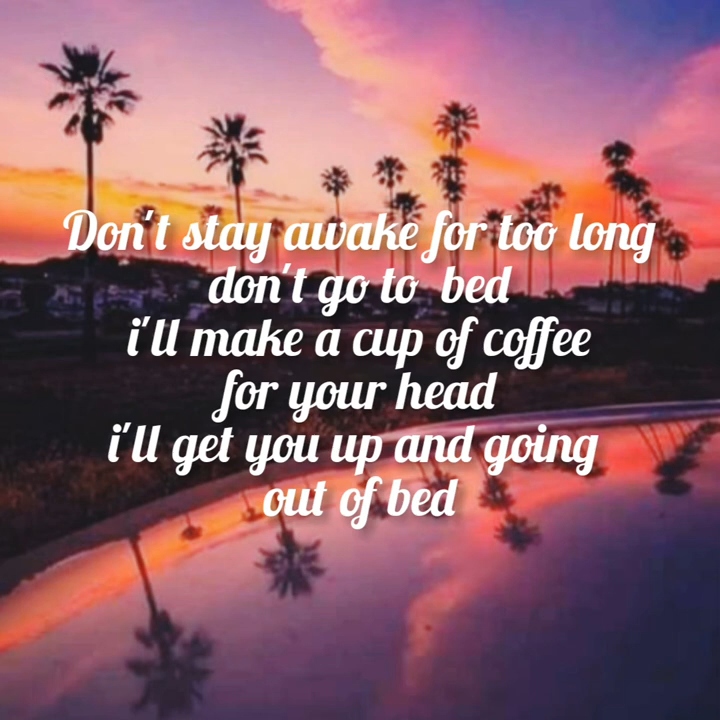 Don't stay awake for too long
don't go to  bed
i'll make a cup of coffee
for your head
i'll get you up and going
out of bed